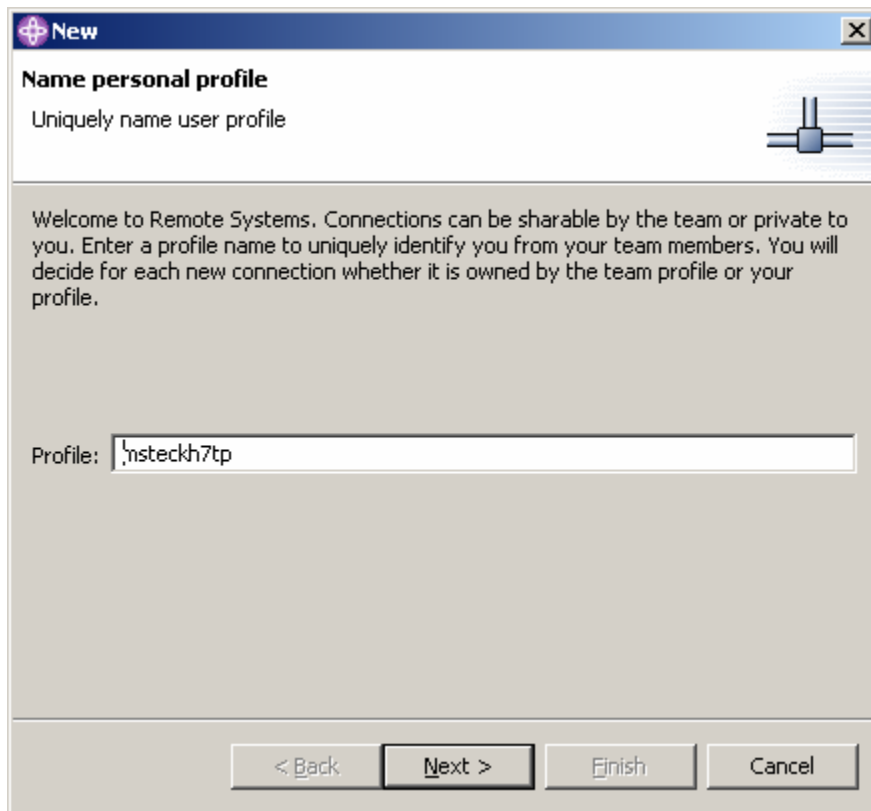 New
Name personal profile
Uniquely name user profile
Welcome to Remote Systems. Connections can be sharable by the team or private to
you. Enter a profile name to uniquely identify you from your team members. You will
decide for each new connection whether it is owned by the team profile or your
profile.
Profile:
< Back Next > Finish Cancel